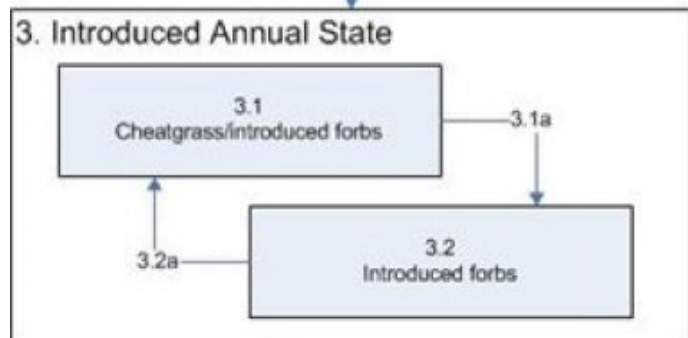 3. Introduced Annual State
3.1
Cheatgrass/introduced forbs
3.1a
3.2
Introduced forbs
3.2a